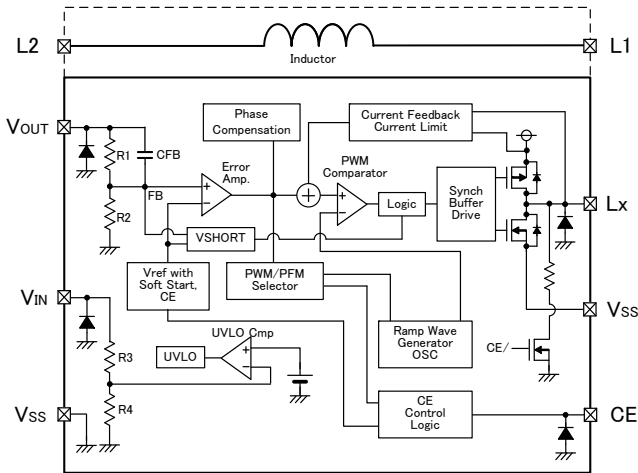 L2
L1
Inductor
VOUT
R1
CFB
R2
FB
Phase
Compensation
Error
Amp.
Current Feedback
Current Limit
PWM
Comparator
Logic
Synch
Buffer
Drive
Lx
VSHORT
Vref with
Soft Start,
CE
PWM/PFM
Selector
Ramp Wave
Generator
OSC
VIN
VSS
UVLO Cmp
UVLO
R3
R4
CE/
CE
Control
Logic
VSS
CE